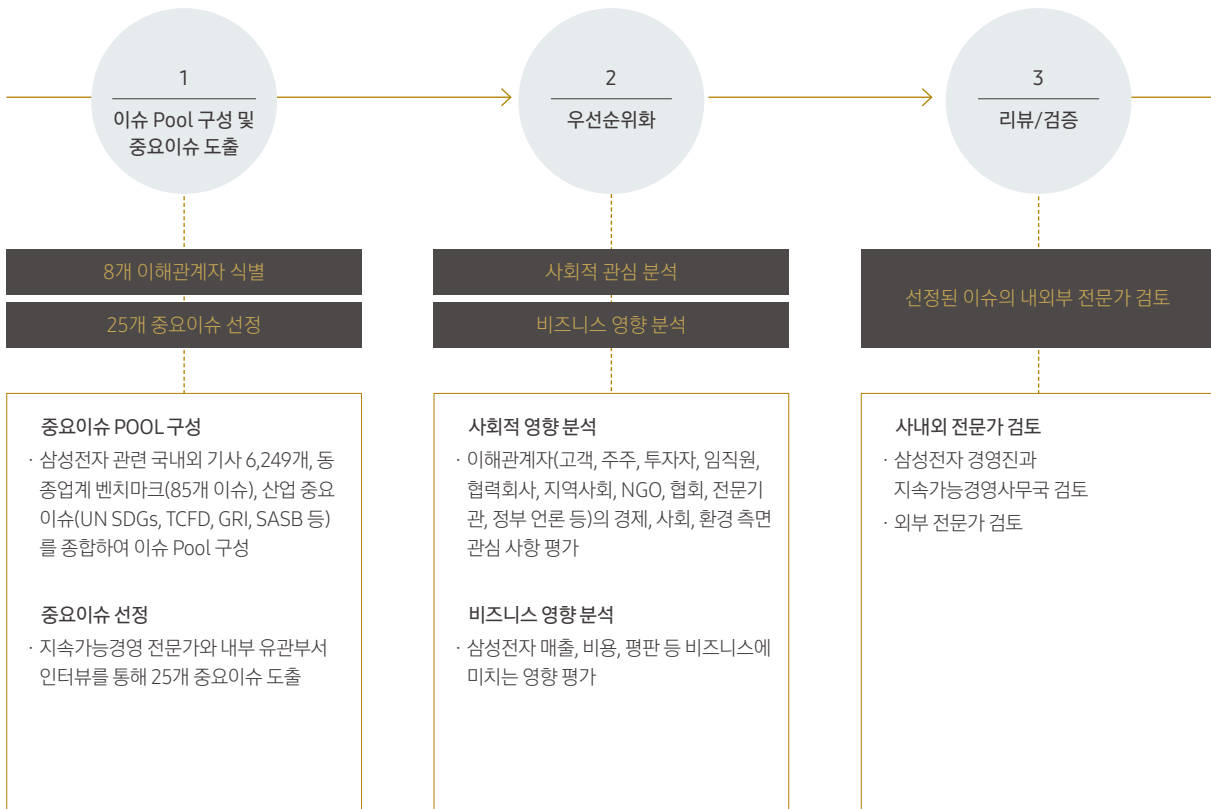 1
이슈 Pool 구성 및
중요이슈 도출
8개 이해관계자 식별
25개 중요이슈 선정
중요이슈 POOL 구성
· 삼성전자 관련 국내외 기사 6,249개, 동
종업계 벤치마크(85개 이슈), 산업 중요
이슈(UN SDGs, TCFD, GRI, SASB 등)
를 종합하여 이슈 Pool 구성
중요이슈 선정
· 지속가능경영 전문가와 내부 유관부서
인터뷰를 통해 25개 중요이슈 도출
2
우선순위화
사회적 관심 분석
비즈니스 영향 분석
사회적 영향 분석
· 이해관계자(고객, 주주, 투자자, 임직원,
협력회사, 지역사회, NGO, 협회, 전문기
관, 정부 언론 등)의 경제, 사회, 환경 측면
관심 사항 평가
비즈니스 영향 분석
· 삼성전자 매출, 비용, 평판 등 비즈니스에
미치는 영향 평가
3
리뷰/검증
선정된 이슈의 내외부 전문가 검토
사내외 전문가 검토
· 삼성전자 경영진과
지속가능경영사무국 검토
· 외부 전문가 검토